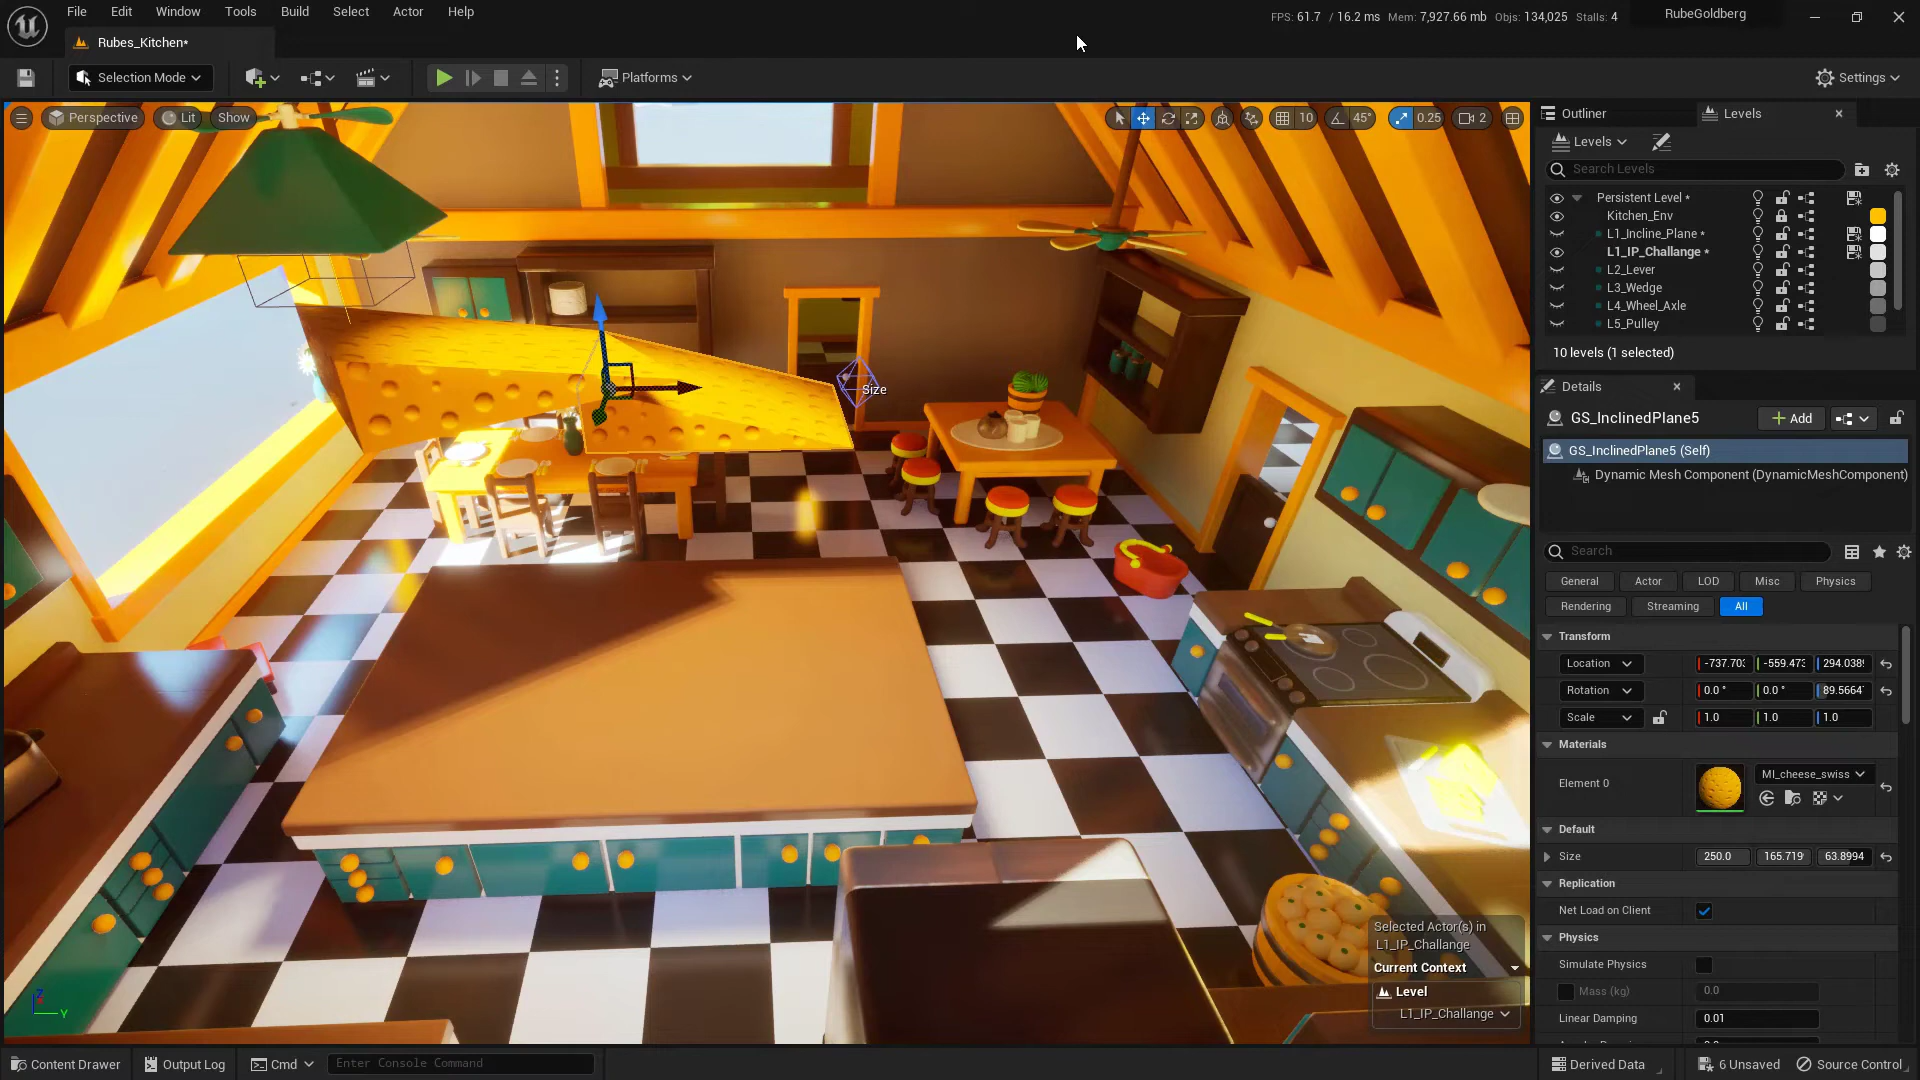 File Edit Window Tools Build Select Actor Help
FPS: 61.7 / 16.2 ms Mem: 7,927.66 mb Objs: 134,025 Stalls: 4
RubeGoldberg
Rubes_Kitchen*
Selection Mode
Platforms
Settings
Perspective
Lit
Show
10
45°
0.25
2
Size
Outliner
Levels
Levels
Search Levels
Persistent Level *
Kitchen_Env
L1_Incline_Plane *
L1_IP_Challange *
L2_Lever
L3_Wedge
L4_Wheel_Axle
L5_Pulley
10 levels (1 selected)
Details
GS_InclinedPlane5
Add
GS_InclinedPlane5 (Self)
Dynamic Mesh Component (DynamicMeshComponent)
Search
General Actor LOD Misc Physics
Rendering Streaming All
Transform
Location -737.70 -559.47 294.038
Rotation 0.0 ° 0.0 ° 89.5664
Scale 1.0 1.0 1.0
Materials
Element 0
MI_cheese_swiss
Default
Size 250.0 165.719 63.8994
Replication
Net Load on Client
Physics
Simulate Physics
Mass (kg) 0.0
Linear Damping 0.01
Selected Actor(s) in
L1_IP_Challange
Current Context
Level
L1_IP_Challange
Z
Y
Content Drawer
Output Log
Cmd
Enter Console Command
Derived Data
6 Unsaved
Source Control